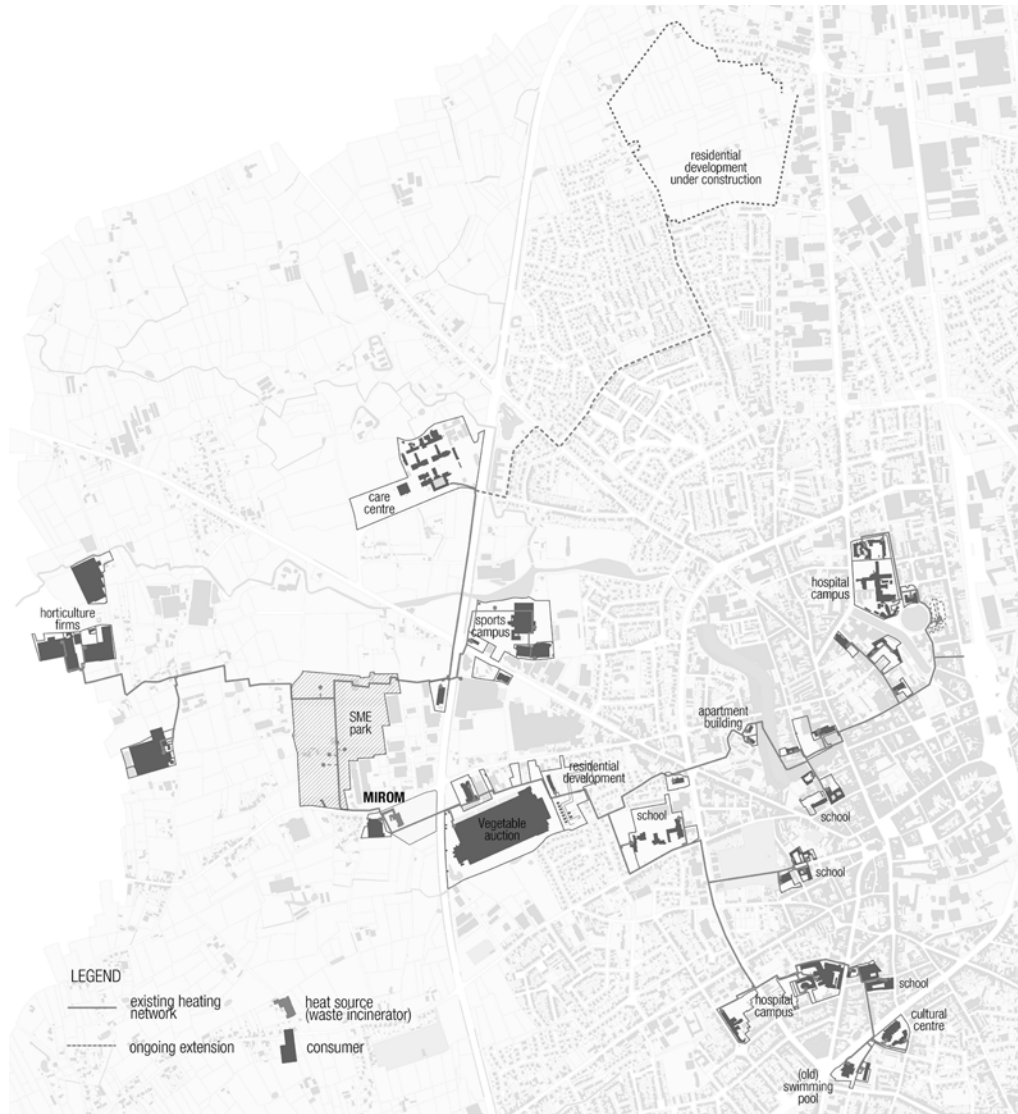 residential
development
under construction
care
centre
hospital
campus
horticulture
firms
sports
campus
SME
park
apartment
building
residential
development
MIROM
Vegetable
auction
school
school
school
LEGEND
existing heating
network
heat source
(waste incinerator)
ongoing extension
consumer
hospital
campus
school
cultural
centre
(old)
swimming
pool